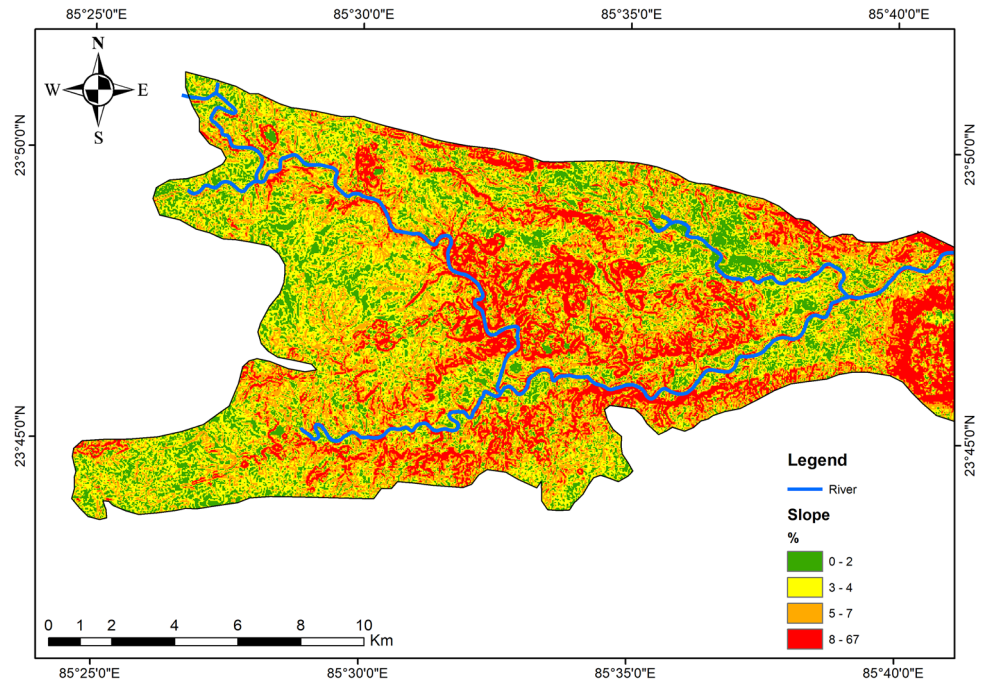 85°25'0"E 85°30'0"E 85°35'0"E 85°40'0"E
N
W E
S
23°50'0"N 23°50'0"N
23°45'0"N 23°45'0"N
Legend
River
Slope
%
0 - 2
3 - 4
5 - 7
8 - 67
0 1 2 4 6 8 10
Km
85°25'0"E 85°30'0"E 85°35'0"E 85°40'0"E